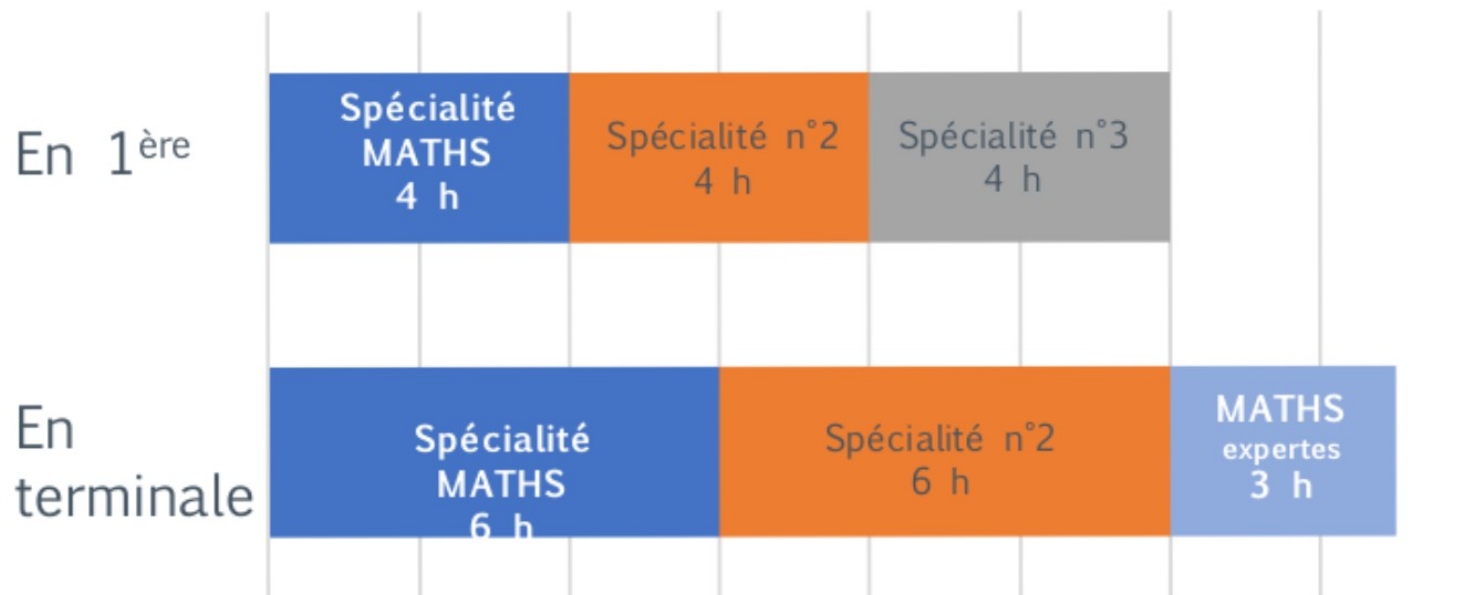 En 1ère
Spécialité
MATHS
4 h
Spécialité n°2
4 h
Spécialité n°3
4 h
En
terminale
Spécialité
MATHS
6 h
Spécialité n°2
6 h
MATHS
expertes
3 h